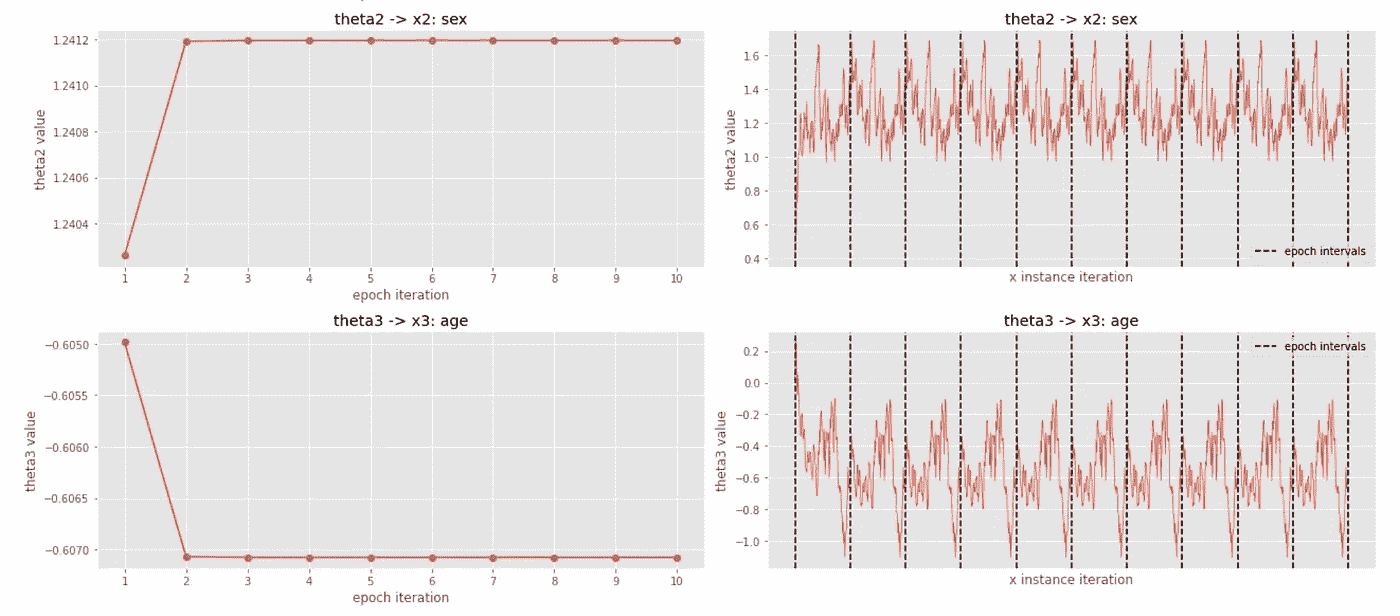 theta2 -> x2: sex
1.2412
1.2410
1.2408
1.2406
1.2404
theta2 value
1 2 3 4 5 6 7 8 9 10
epoch iteration
theta2 -> x2: sex
1.6
1.4
1.2
1.0
0.8
0.6
0.4
theta2 value
epoch intervals
x instance iteration
theta3 -> x3: age
−0.6050
−0.6055
−0.6060
−0.6065
−0.6070
theta3 value
1 2 3 4 5 6 7 8 9 10
epoch iteration
theta3 -> x3: age
epoch intervals
0.2
0.0
−0.2
−0.4
−0.6
−0.8
−1.0
theta3 value
x instance iteration